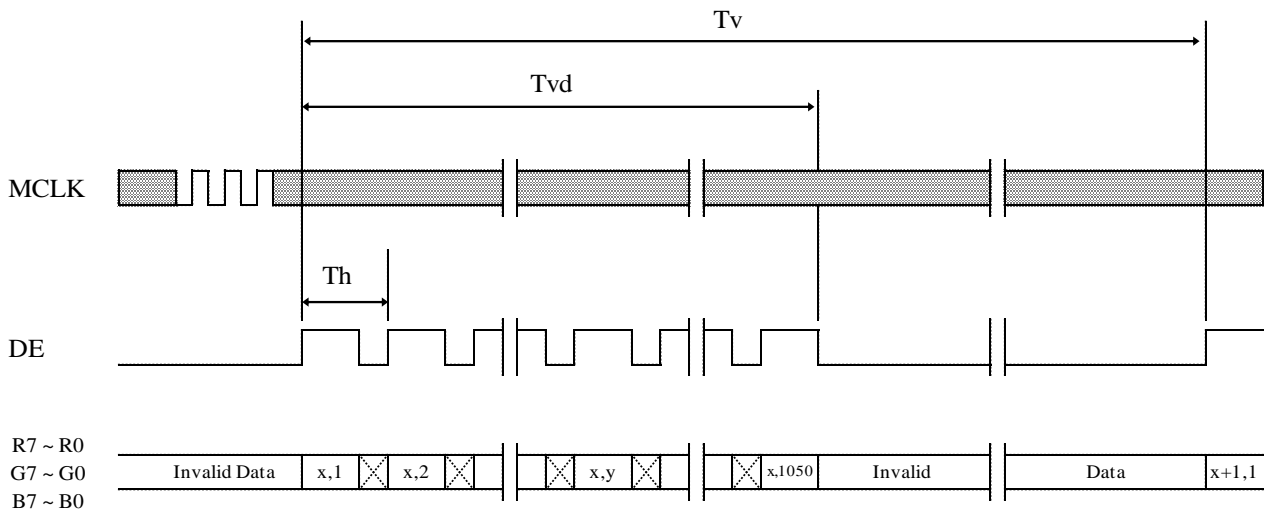 Tv
Tvd
MCLK
Th
DE
R7 ~ R0
G7 ~ G0
B7 ~ B0
Invalid Data x,1 x,2 x,y x,1050 Invalid Data x+1,1